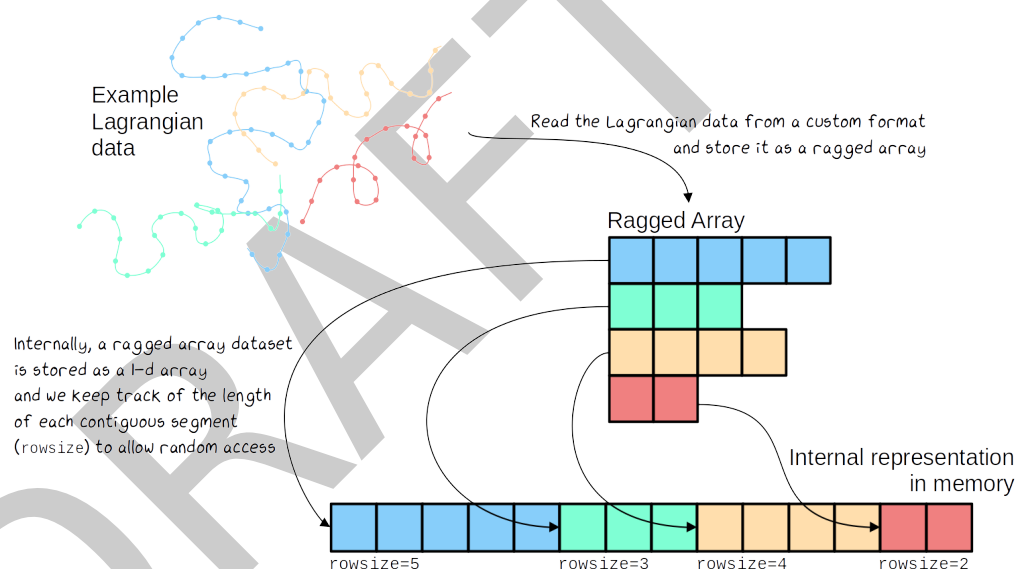 Example
Lagrangian
data
Read the Lagrangian data from a custom format
and store it as a ragged array
Ragged Array
Internally, a ragged array dataset
is stored as a 1-d array
and we keep track of the length
of each contiguous segment
(rowsize) to allow random access
Internal representation
in memory
rowsize=5 rowsize=3 rowsize=4 rowsize=2
DRAFT